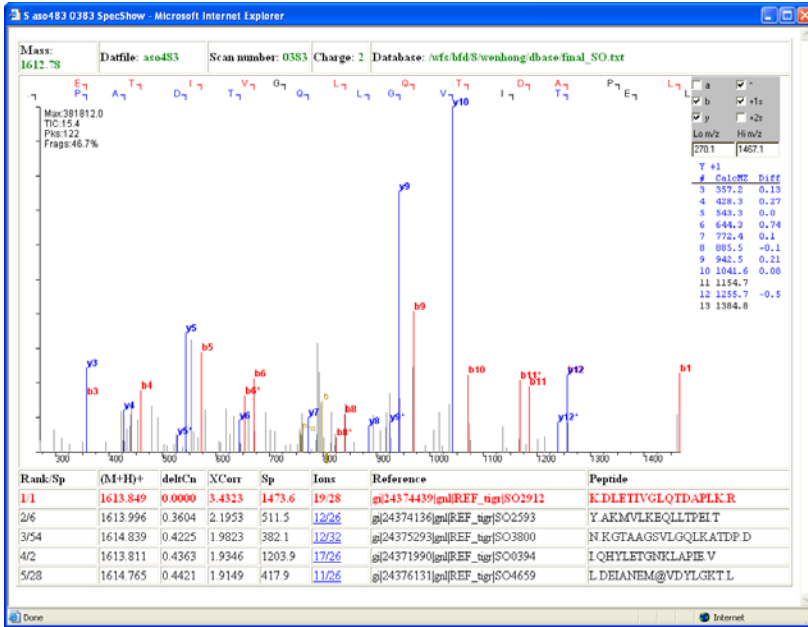 S aso483 0383 SpecShow - Microsoft Internet Explorer
Mass: 1612.78 Datfile: aso483 Scan number: 0383 Charge: 2 Database: /wfs/bfd/8/wenhong/dbase/final_SO.txt
E T I V G L Q T D A P L
P A D T Q L G V I T E L
Max:381812.0
TIC:15.4
Pks:122
Frags:46.7%
a *
b +1s
y +2s
Lo m/z Hi m/z
270.1 1467.1
Y +1
# CalcMZ Diff
3 357.2 0.13
4 428.3 0.27
5 543.3 0.0
6 644.3 0.74
7 772.4 0.1
8 885.5 -0.1
9 942.5 0.21
10 1041.6 0.08
11 1154.7
12 1255.7 -0.5
13 1384.8
y10
y9
b9
y5
b5
y3
b3
b4
y4
y5*
b6* b6
y6
y7
b
b8
b8*
y8
y9*
b10
b11*
b11
y12
y12*
b1
300 400 500 600 700 800 900 1000 1100 1200 1300 1400
Rank/Sp (M+H)+ deltCn XCorr Sp Ions Reference Peptide
1/1 1613.849 0.0000 3.4323 1473.6 19/28 gi|24374439|gnl|REF_tigr|SO2912 K.DLETIVGLQTDAPLK.R
2/6 1613.996 0.3604 2.1953 511.5 12/26 gi|24374136|gnl|REF_tigr|SO2593 Y.AKMVLKEQLLTPEI.T
3/54 1614.839 0.4225 1.9823 382.1 12/32 gi|24375293|gnl|REF_tigr|SO3800 N.KGTAAGSVLGQLKATDP.D
4/2 1613.811 0.4363 1.9346 1203.9 17/26 gi|24371990|gnl|REF_tigr|SO0394 I.QHYLETGNKLAPIE.V
5/28 1614.765 0.4421 1.9149 417.9 11/26 gi|24376131|gnl|REF_tigr|SO4659 L.DEIANEM@VDYLGKT.L
Done Internet